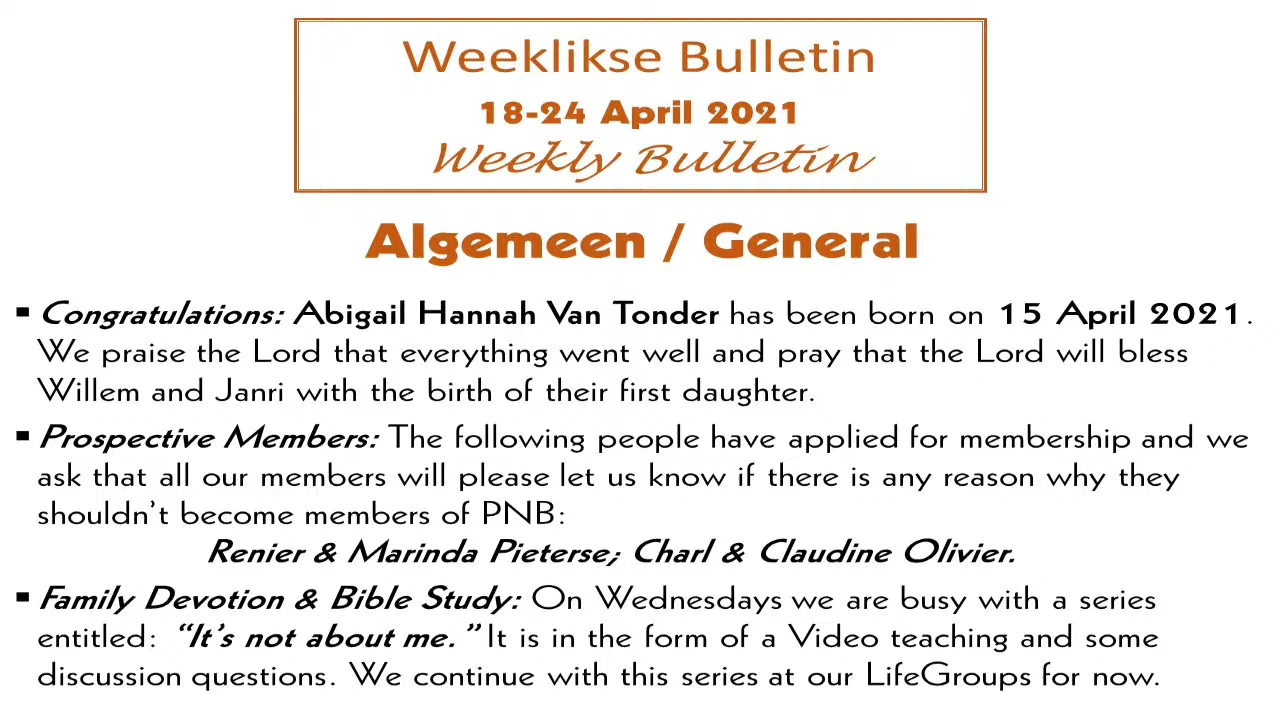 Weeklikse Bulletin
18-24 April 2021
Weekly Bulletin
Algemeen / General
▪ Congratulations: Abigail Hannah Van Tonder has been born on 15 April 2021.
We praise the Lord that everything went well and pray that the Lord will bless
Willem and Janri with the birth of their first daughter.
▪ Prospective Members: The following people have applied for membership and we
ask that all our members will please let us know if there is any reason why they
shouldn't become members of PNB:
Renier & Marinda Pieterse; Charl & Claudine Olivier.
▪ Family Devotion & Bible Study: On Wednesdays we are busy with a series
entitled: “It's not about me.” It is in the form of a Video teaching and some
discussion questions. We continue with this series at our LifeGroups for now.